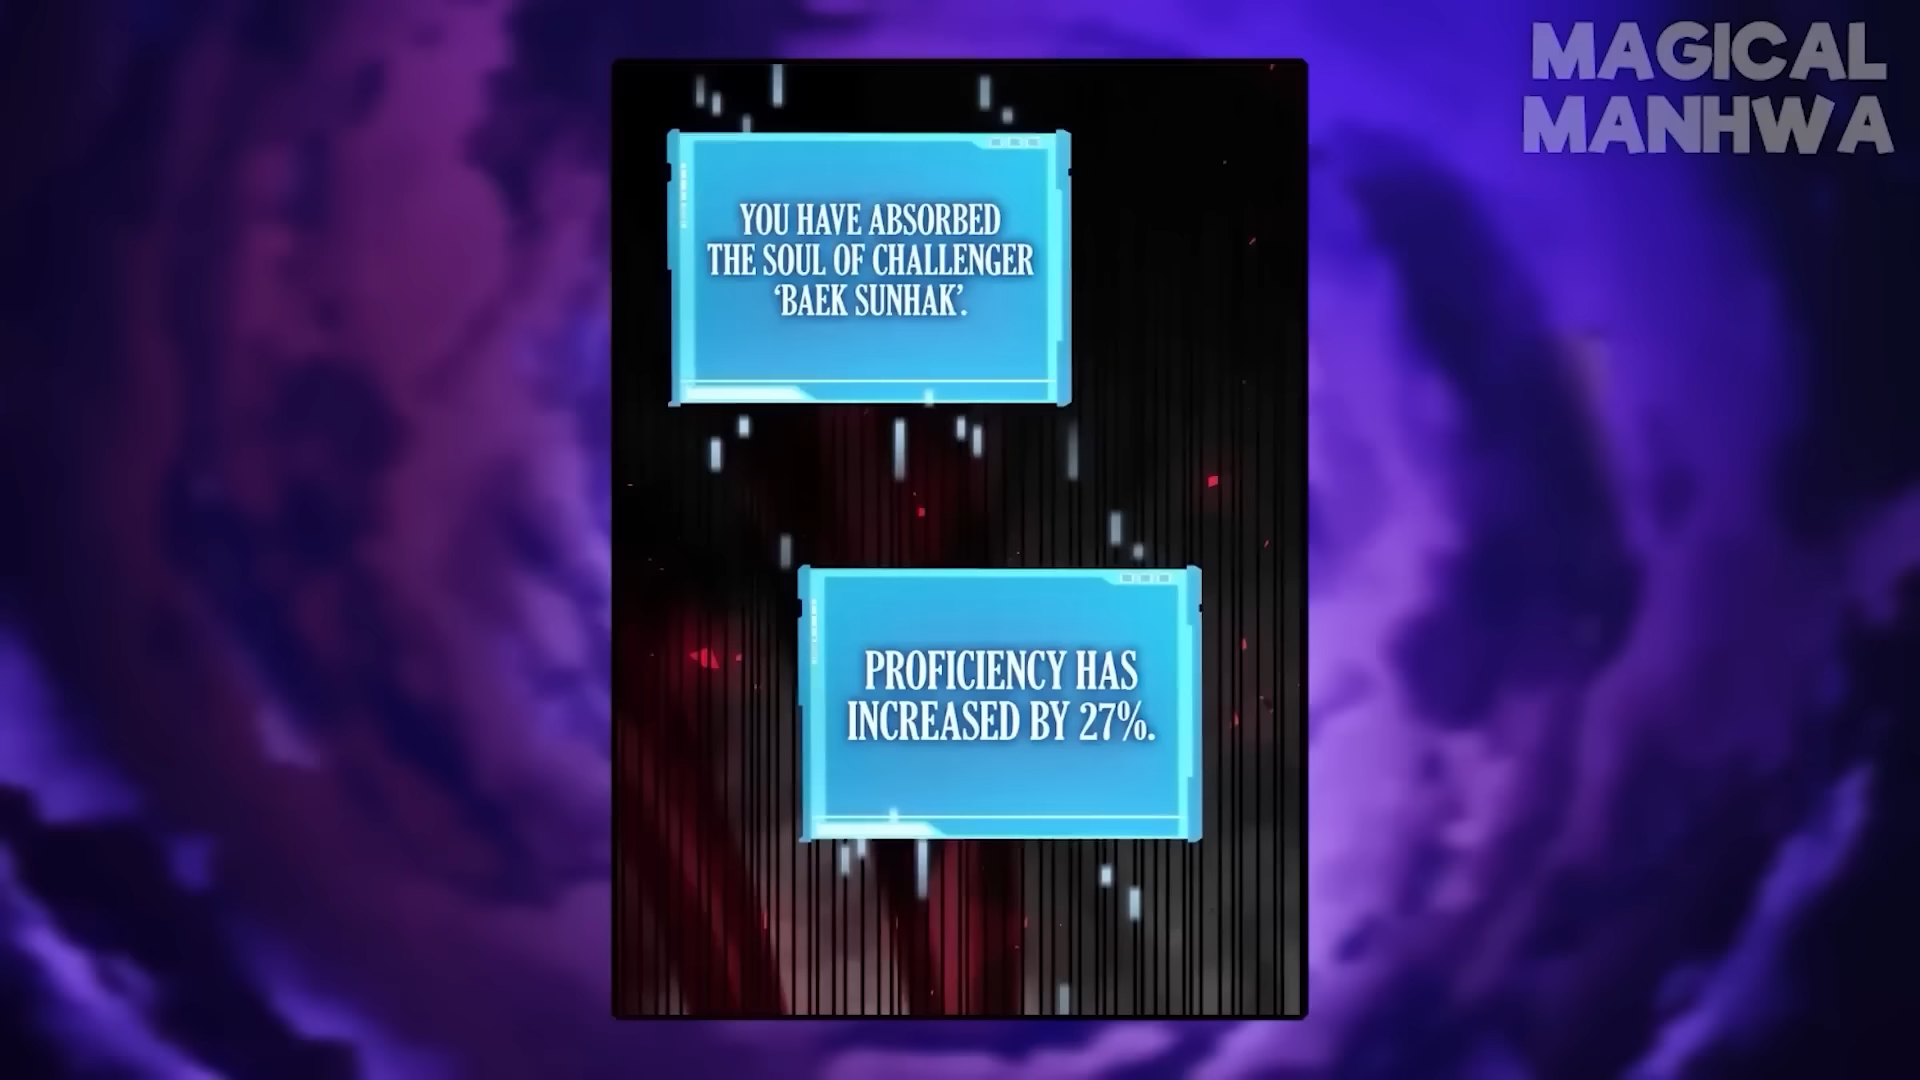 MAGICAL
MANHWA
YOU HAVE ABSORBED
THE SOUL OF CHALLENGER
‘BAEK SUNHAK’.
PROFICIENCY HAS
INCREASED BY 27%.